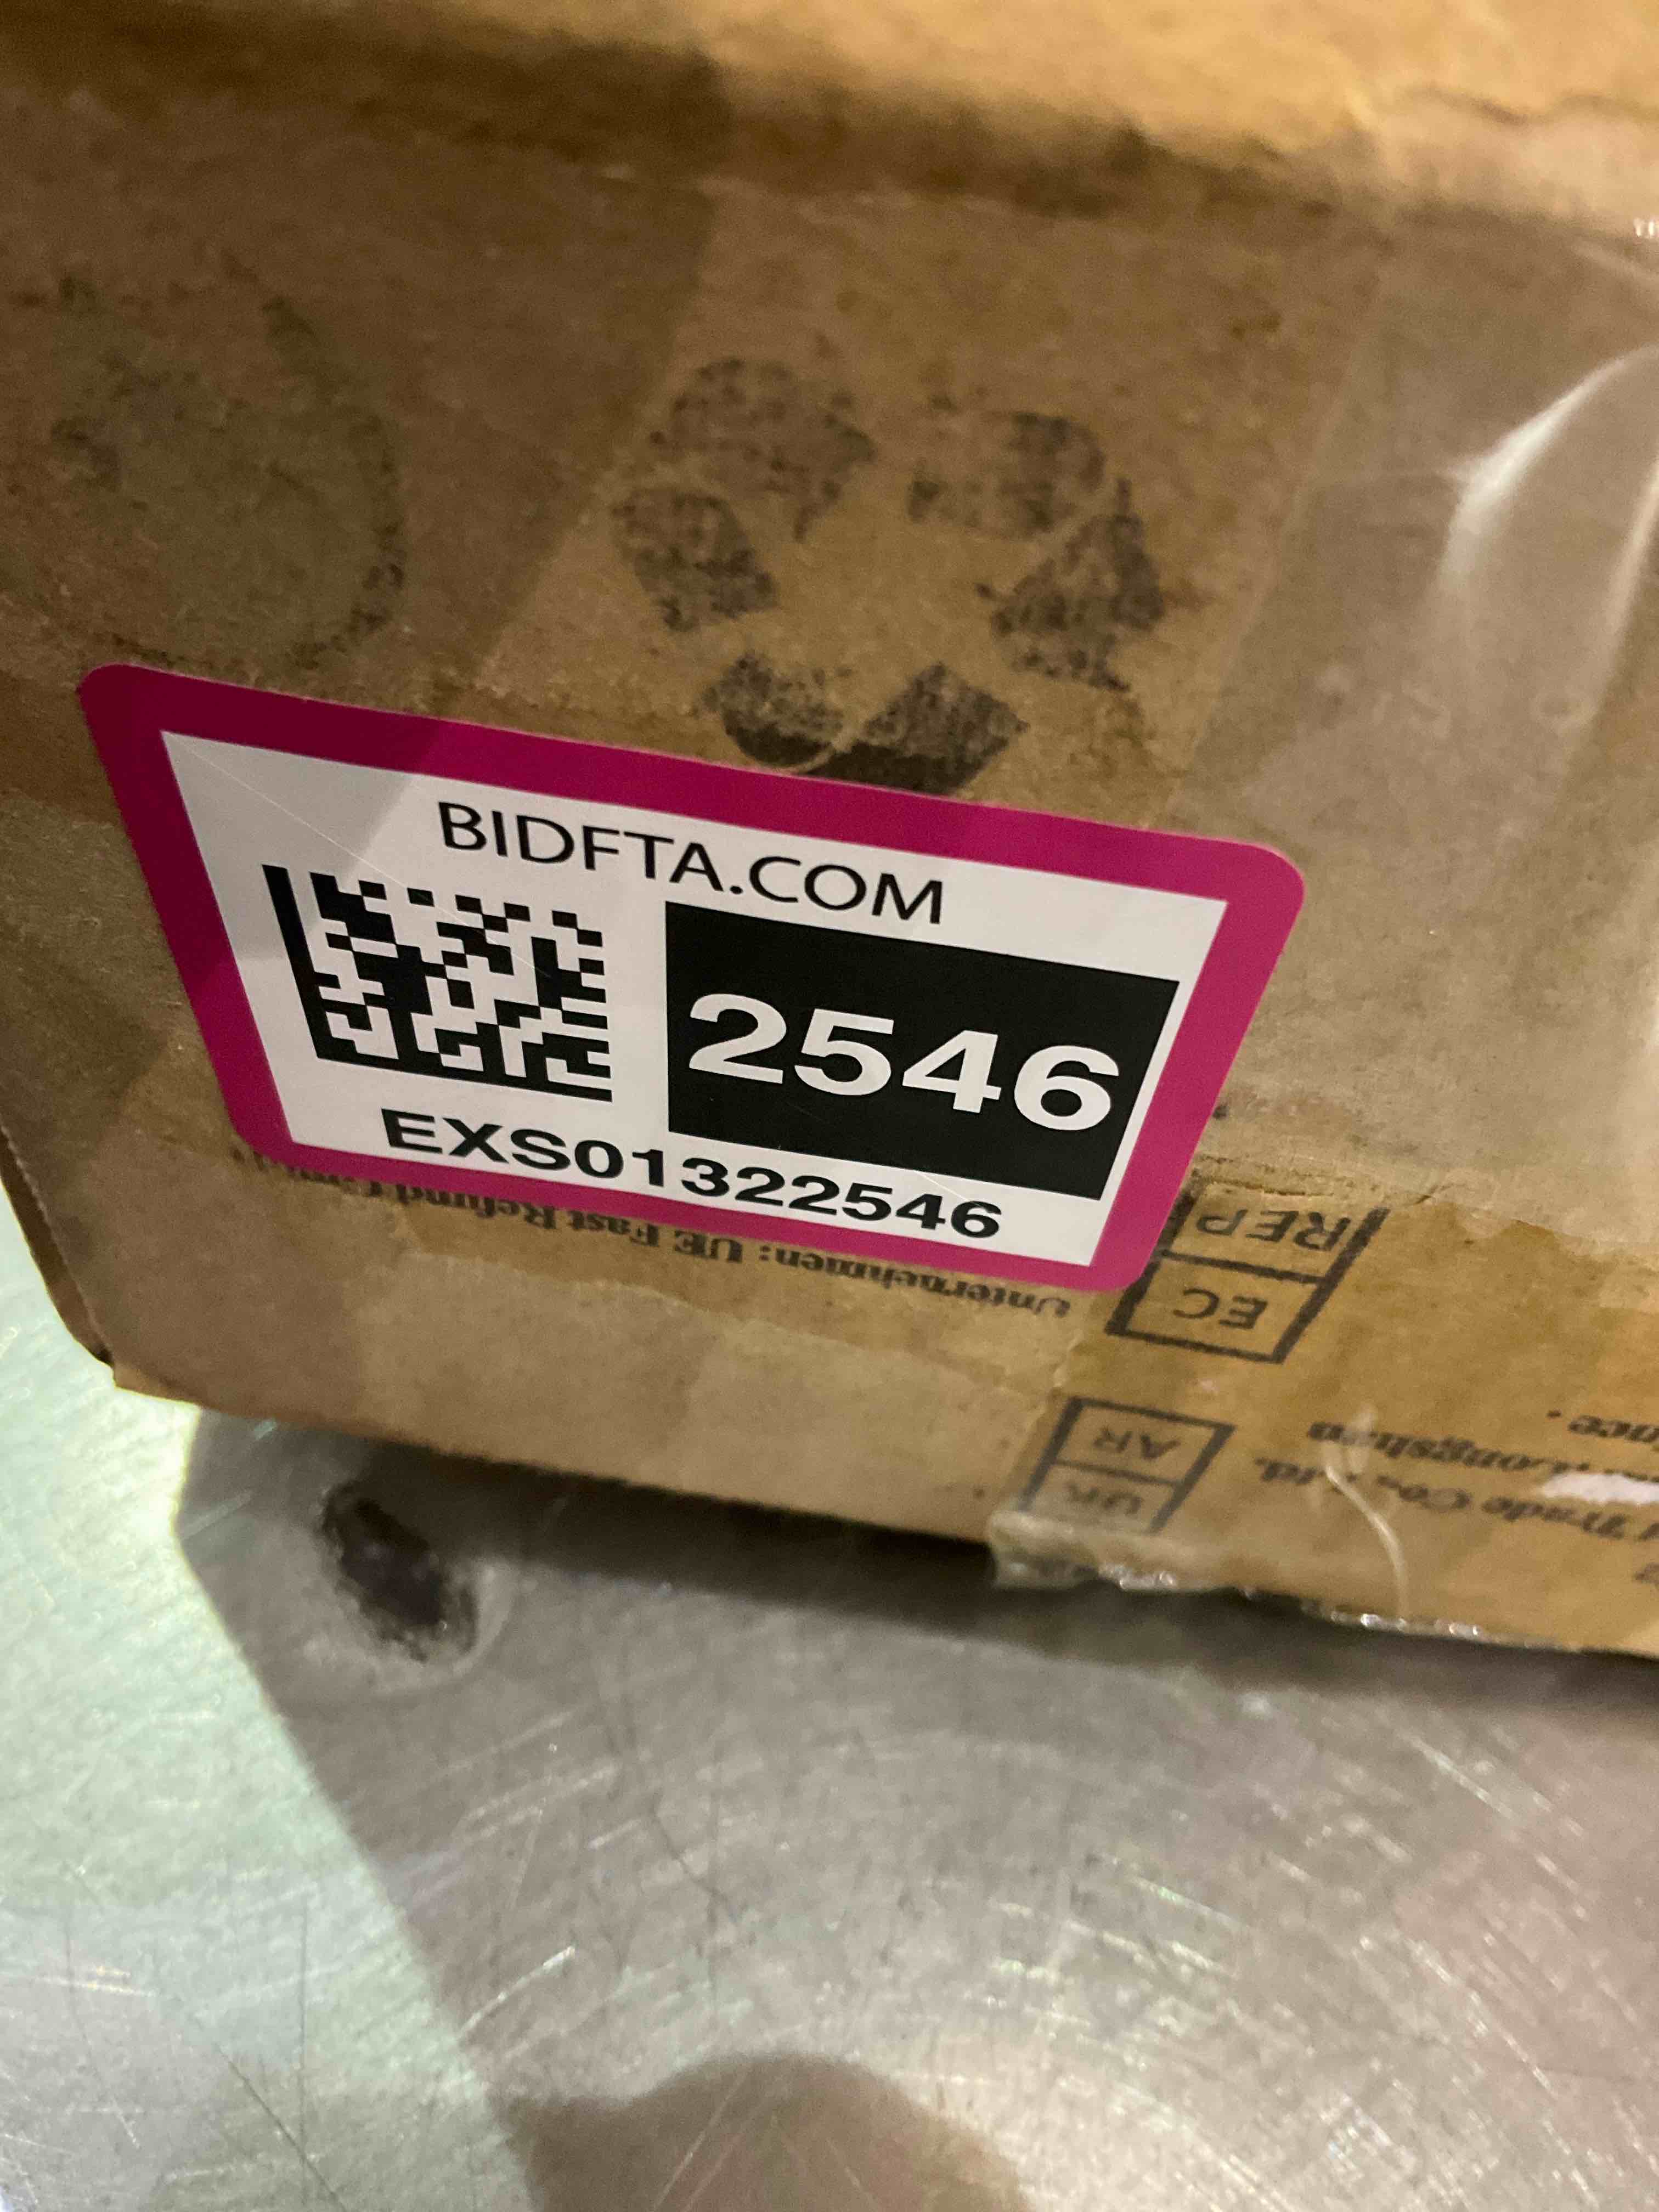 BIDFTA.COM
2546
EXS01322546
Unternehmen: UE Fast Refund
EC
REP
UK
AR
Trade Co., Ltd.